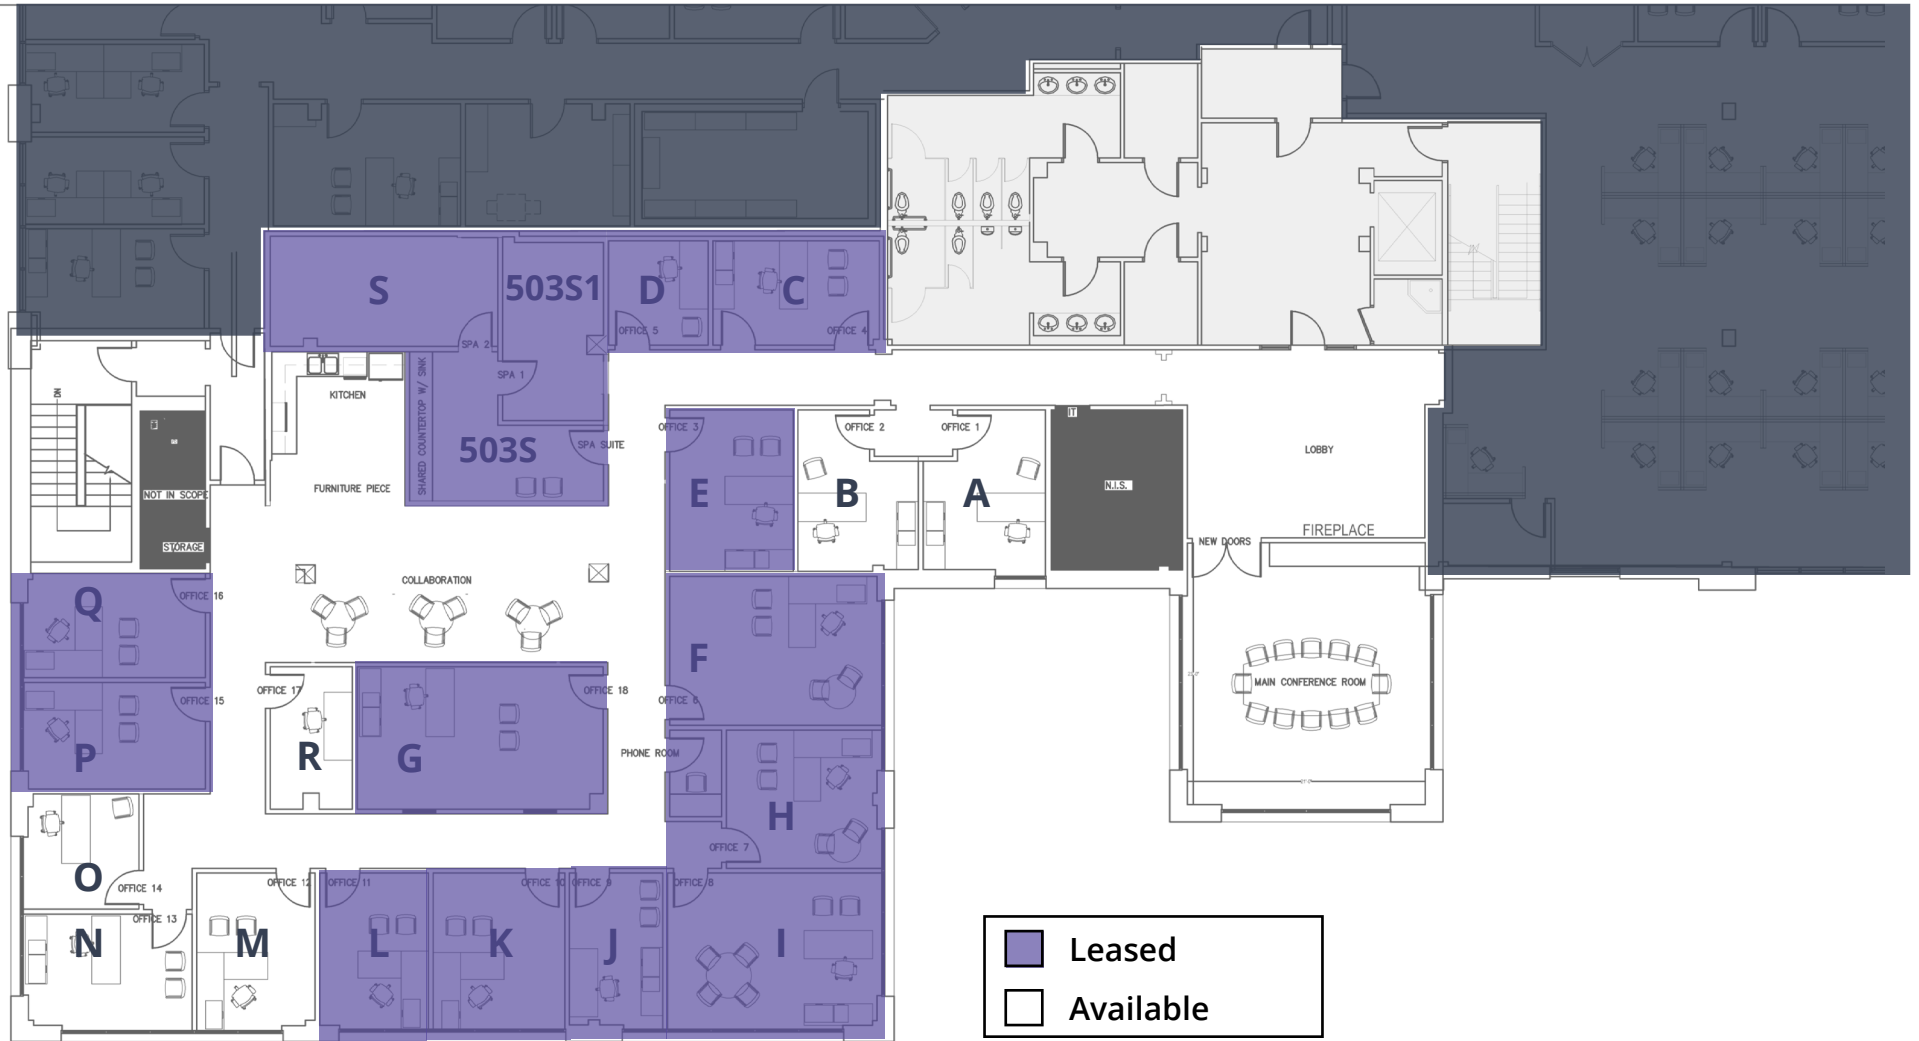 S
503S1
D
C
OFFICE 5
OFFICE 4
SPA 2
SPA 1
KITCHEN
DN
SHARED COUNTERTOP W/ SINK
503S
SPA SUITE
FURNITURE PIECE
NOT IN SCOPE
STORAGE
OFFICE 3
OFFICE 2
OFFICE 1
IT
E
B
A
N.I.S.
LOBBY
FIREPLACE
NEW DOORS
COLLABORATION
Q
OFFICE 16
F
MAIN CONFERENCE ROOM
OFFICE 15
OFFICE 17
OFFICE 18
OFFICE 6
P
R
G
PHONE ROOM
H
OFFICE 7
O
OFFICE 14
OFFICE 12
OFFICE 11
OFFICE 10
OFFICE 9
OFFICE 8
OFFICE 13
N
M
L
K
J
I
Leased
Available